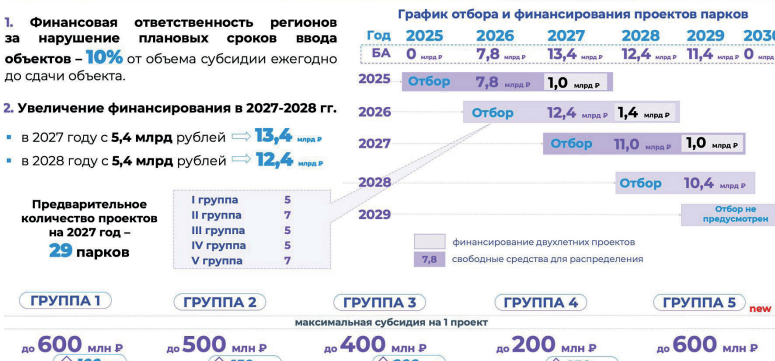 1. Финансовая ответственность регионов
за нарушение плановых сроков ввода
объектов – 10% от объема субсидии ежегодно
до сдачи объекта.
2. Увеличение финансирования в 2027-2028 гг.
▪ в 2027 году с 5,4 млрд рублей ⇒ 13,4 млрд ₽
▪ в 2028 году с 5,4 млрд рублей ⇒ 12,4 млрд ₽
Предварительное
количество проектов
на 2027 год –
29 парков
I группа 5
II группа 7
III группа 5
IV группа 5
V группа 7
График отбора и финансирования проектов парков
Год 2025 2026 2027 2028 2029 2030
БА 0 млрд ₽ 7,8 млрд ₽ 13,4 млрд ₽ 12,4 млрд ₽ 11,4 млрд ₽ 0 млрд
2025 Отбор 7,8 млрд ₽ 1,0 млрд ₽
2026 Отбор 12,4 млрд ₽ 1,4 млрд ₽
2027 Отбор 11,0 млрд ₽ 1,0 млрд ₽
2028 Отбор 10,4 млрд ₽
2029 Отбор не
предусмотрен
финансирование двухлетних проектов
7,8 свободные средства для распределения
ГРУППА 1 ГРУППА 2 ГРУППА 3 ГРУППА 4 ГРУППА 5 new
максимальная субсидия на 1 проект
до 600 млн ₽ до 500 млн ₽ до 400 млн ₽ до 200 млн ₽ до 600 млн ₽